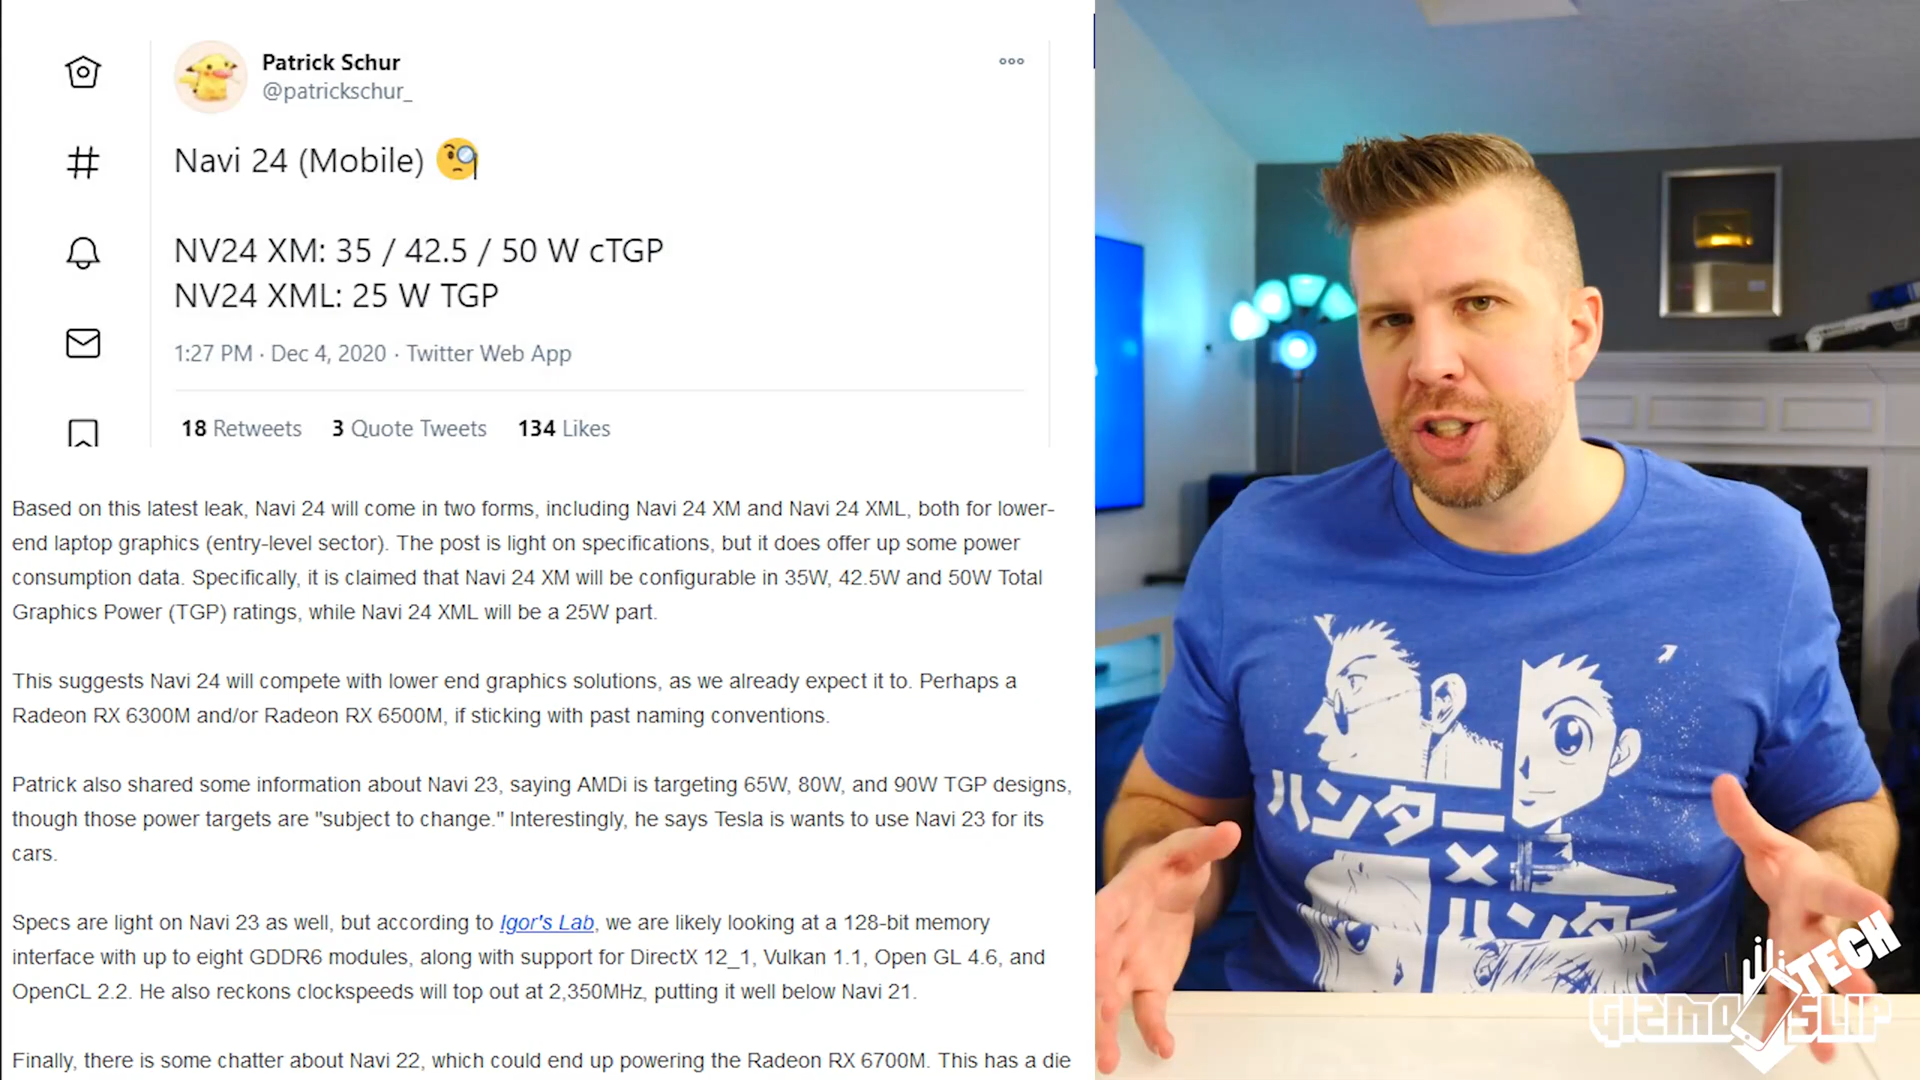 Patrick Schur
@patrickschur_
Navi 24 (Mobile) 🧐
NV24 XM: 35 / 42.5 / 50 W cTGP
NV24 XML: 25 W TGP
1:27 PM · Dec 4, 2020 · Twitter Web App
18 Retweets 3 Quote Tweets 134 Likes
Based on this latest leak, Navi 24 will come in two forms, including Navi 24 XM and Navi 24 XML, both for lower-
end laptop graphics (entry-level sector). The post is light on specifications, but it does offer up some power
consumption data. Specifically, it is claimed that Navi 24 XM will be configurable in 35W, 42.5W and 50W Total
Graphics Power (TGP) ratings, while Navi 24 XML will be a 25W part.
This suggests Navi 24 will compete with lower end graphics solutions, as we already expect it to. Perhaps a
Radeon RX 6300M and/or Radeon RX 6500M, if sticking with past naming conventions.
Patrick also shared some information about Navi 23, saying AMDi is targeting 65W, 80W, and 90W TGP designs,
though those power targets are "subject to change." Interestingly, he says Tesla is wants to use Navi 23 for its
cars.
Specs are light on Navi 23 as well, but according to Igor's Lab, we are likely looking at a 128-bit memory
interface with up to eight GDDR6 modules, along with support for DirectX 12_1, Vulkan 1.1, Open GL 4.6, and
OpenCL 2.2. He also reckons clockspeeds will top out at 2,350MHz, putting it well below Navi 21.
Finally, there is some chatter about Navi 22, which could end up powering the Radeon RX 6700M. This has a die
ハンター
×
ハンター
TECH
GIZMO SLIP